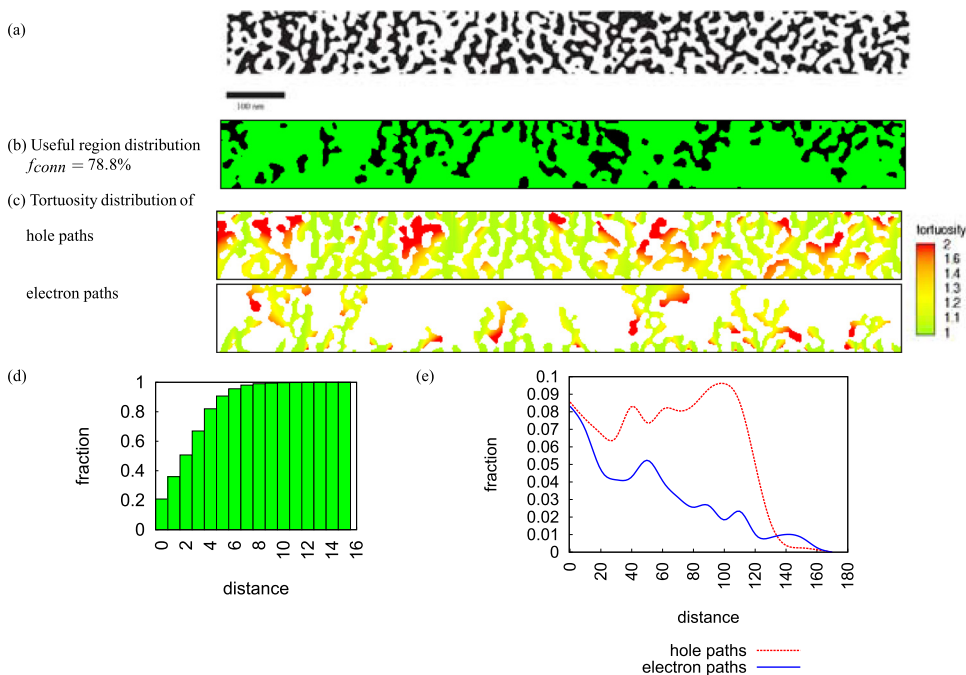 (a)
100 nm
(b) Useful region distribution
fconn = 78.8%
(c) Tortuosity distribution of
hole paths
electron paths
tortuosity
2
1.6
1.4
1.3
1.2
1.1
1
(d)
1
0.8
0.6
0.4
0.2
0
fraction
0 2 4 6 8 10 12 14 16
distance
(e)
0.1
0.09
0.08
0.07
0.06
0.05
0.04
0.03
0.02
0.01
0
fraction
0 20 40 60 80 100 120 140 160 180
distance
hole paths
electron paths